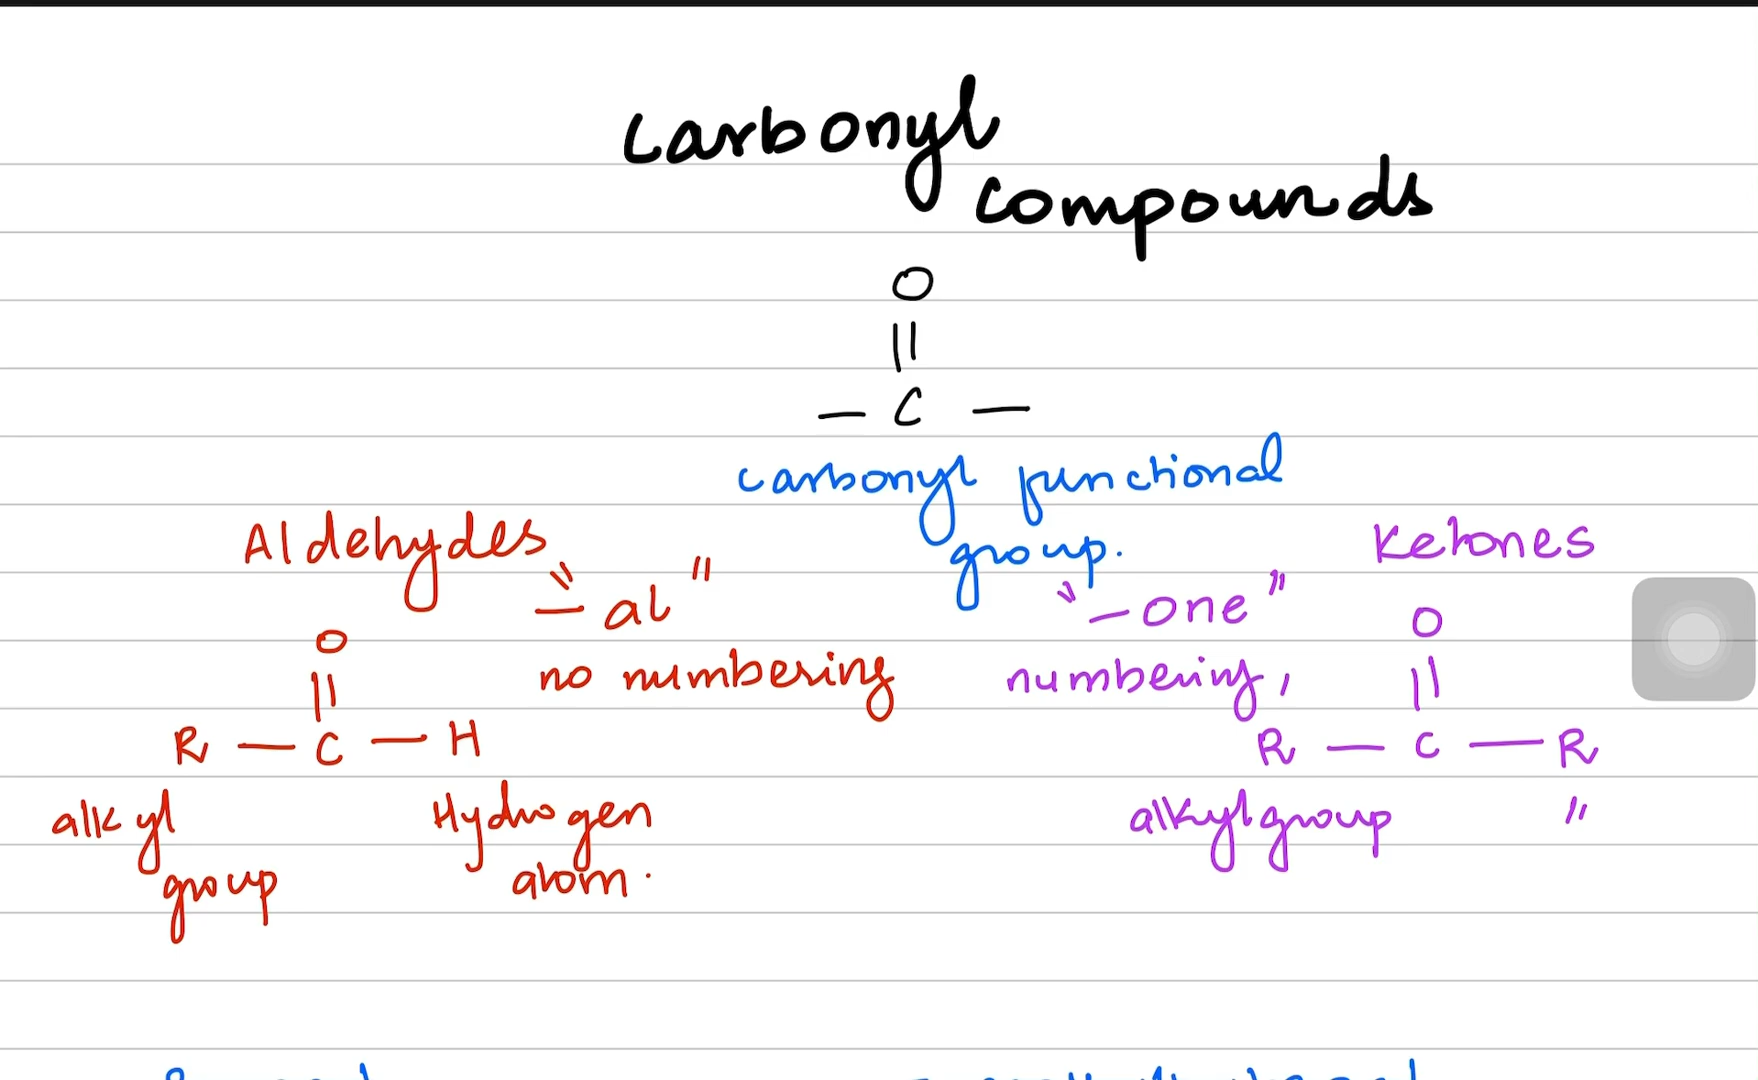 Carbonyl
compounds
O
||
— C —
carbonyl functional
group.
Aldehydes
"– al"
no numbering
O
||
R — C — H
alkyl
group
Hydrogen
atom.
Ketones
"– one"
numbering,
O
||
R — C — R
alkyl group "